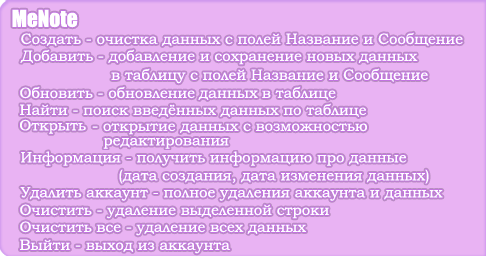 MeNote
Создать - очистка данных с полей Название и Сообщение
Добавить - добавление и сохранение новых данных
в таблицу с полей Название и Сообщение
Обновить - обновление данных в таблице
Найти - поиск введённых данных по таблице
Открыть - открытие данных с возможностью
редактирования
Информация - получить информацию про данные
(дата создания, дата изменения данных)
Удалить аккаунт - полное удаления аккаунта и данных
Очистить - удаление выделенной строки
Очистить все - удаление всех данных
Выйти - выход из аккаунта